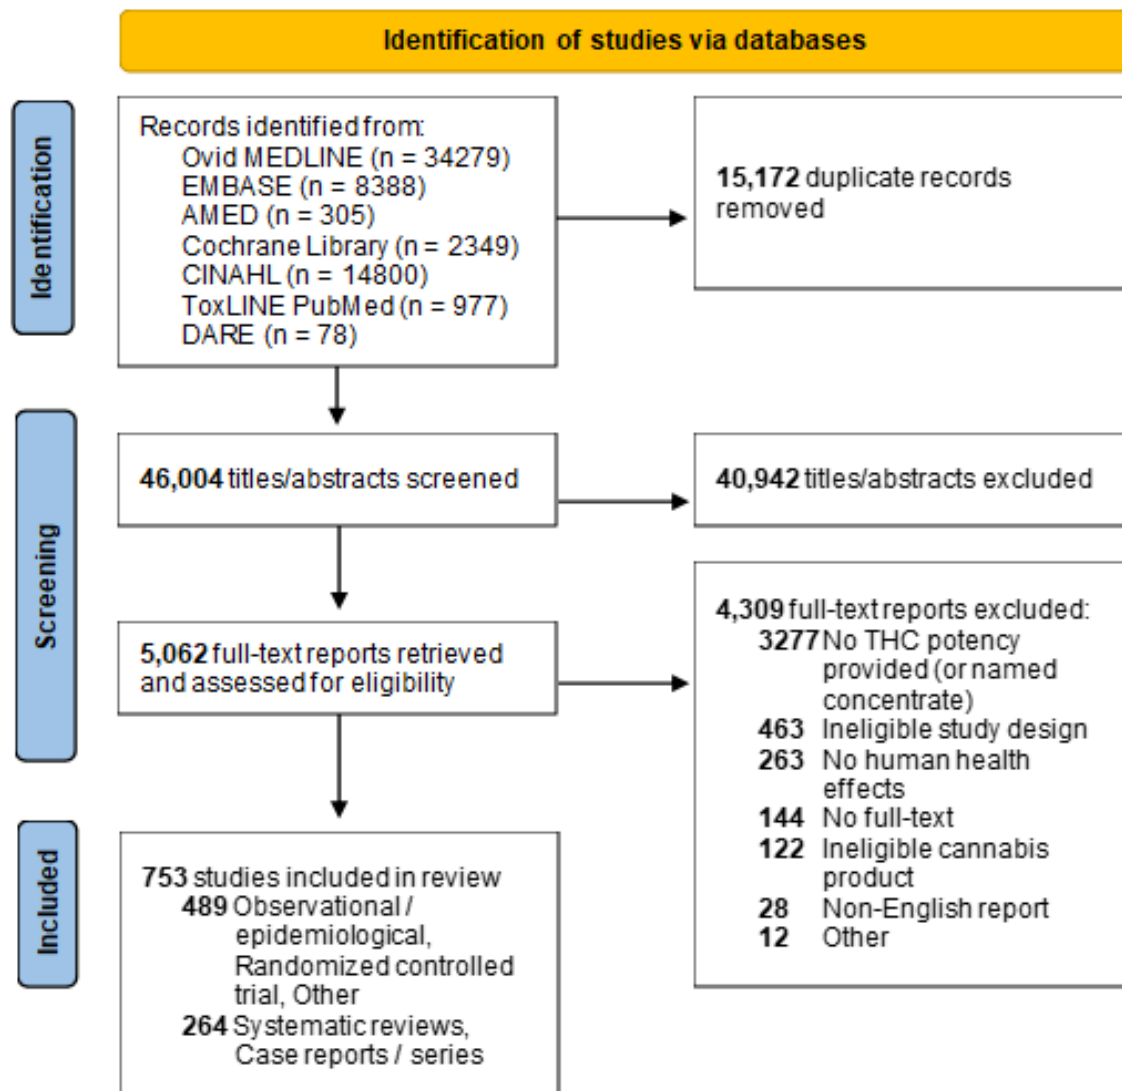 Identification of studies via databases
Identification
Records identified from:
Ovid MEDLINE (n = 34279)
EMBASE (n = 8388)
AMED (n = 305)
Cochrane Library (n = 2349)
CINAHL (n = 14800)
ToxLINE PubMed (n = 977)
DARE (n = 78)
15,172 duplicate records
removed
Screening
46,004 titles/abstracts screened
40,942 titles/abstracts excluded
5,062 full-text reports retrieved
and assessed for eligibility
4,309 full-text reports excluded:
3277 No THC potency
provided (or named
concentrate)
463 Ineligible study design
263 No human health
effects
144 No full-text
122 Ineligible cannabis
product
28 Non-English report
12 Other
Included
753 studies included in review
489 Observational /
epidemiological,
Randomized controlled
trial, Other
264 Systematic reviews,
Case reports / series